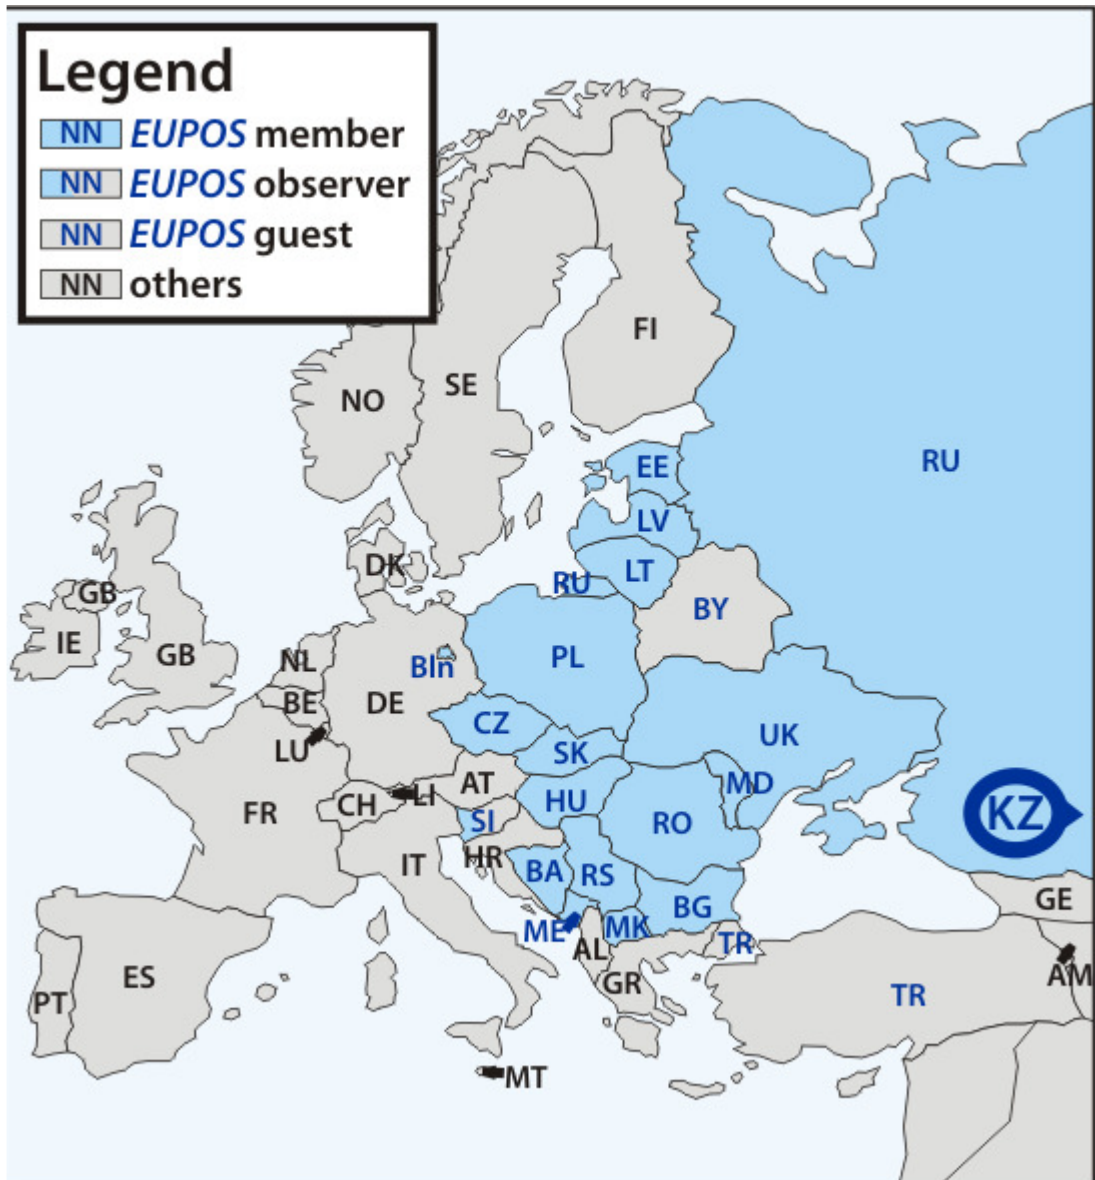 Legend
NN EUPOS member
NN EUPOS observer
NN EUPOS guest
NN others
FI
SE
NO
RU
EE
LV
LT
RU
DK
BY
GB
IE
GB
NL
Bln
PL
BE
DE
CZ
UK
LU
SK
AT
MD
LI
CH
HU
FR
SI
RO
KZ
HR
IT
BA
RS
GE
BG
ME
MK
AL
TR
AM
ES
GR
PT
TR
MT